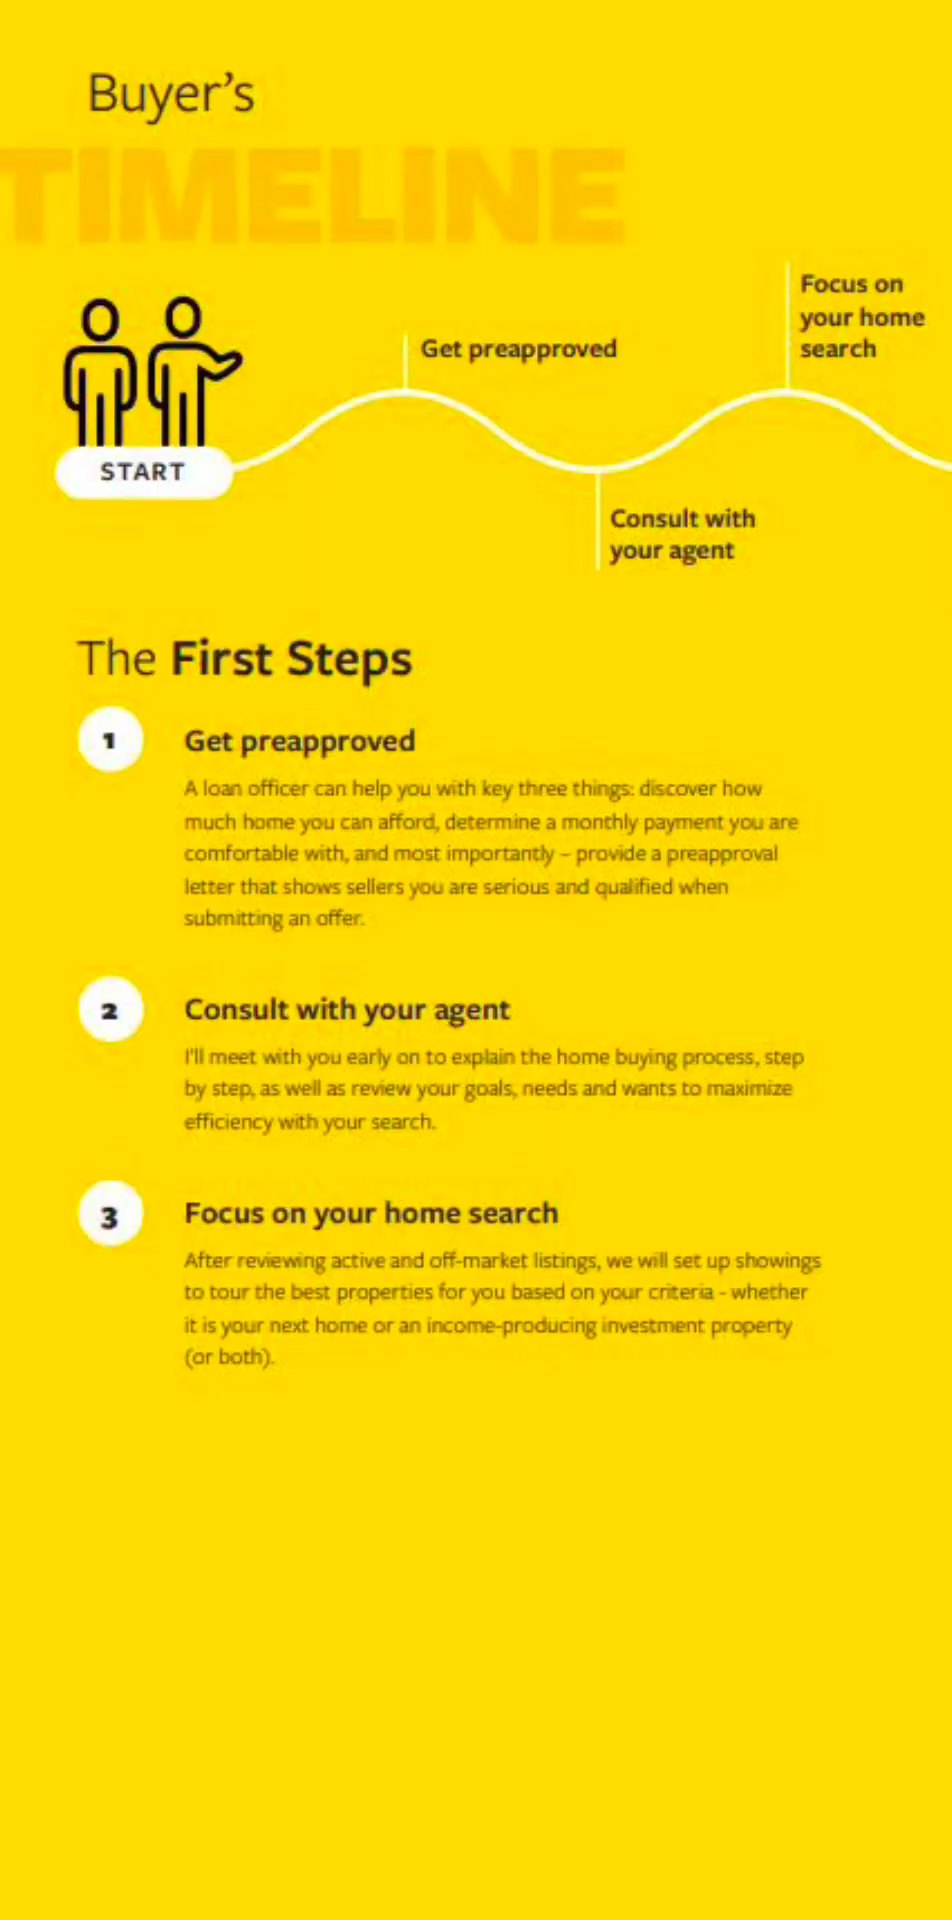 Buyer's
TIMELINE
Focus on
your home
search
Get preapproved
START
Consult with
your agent
The First Steps
1
Get preapproved
A loan officer can help you with key three things: discover how
much home you can afford, determine a monthly payment you are
comfortable with, and most importantly – provide a preapproval
letter that shows sellers you are serious and qualified when
submitting an offer.
2
Consult with your agent
I'll meet with you early on to explain the home buying process, step
by step, as well as review your goals, needs and wants to maximize
efficiency with your search.
3
Focus on your home search
After reviewing active and off-market listings, we will set up showings
to tour the best properties for you based on your criteria - whether
it is your next home or an income-producing investment property
(or both).